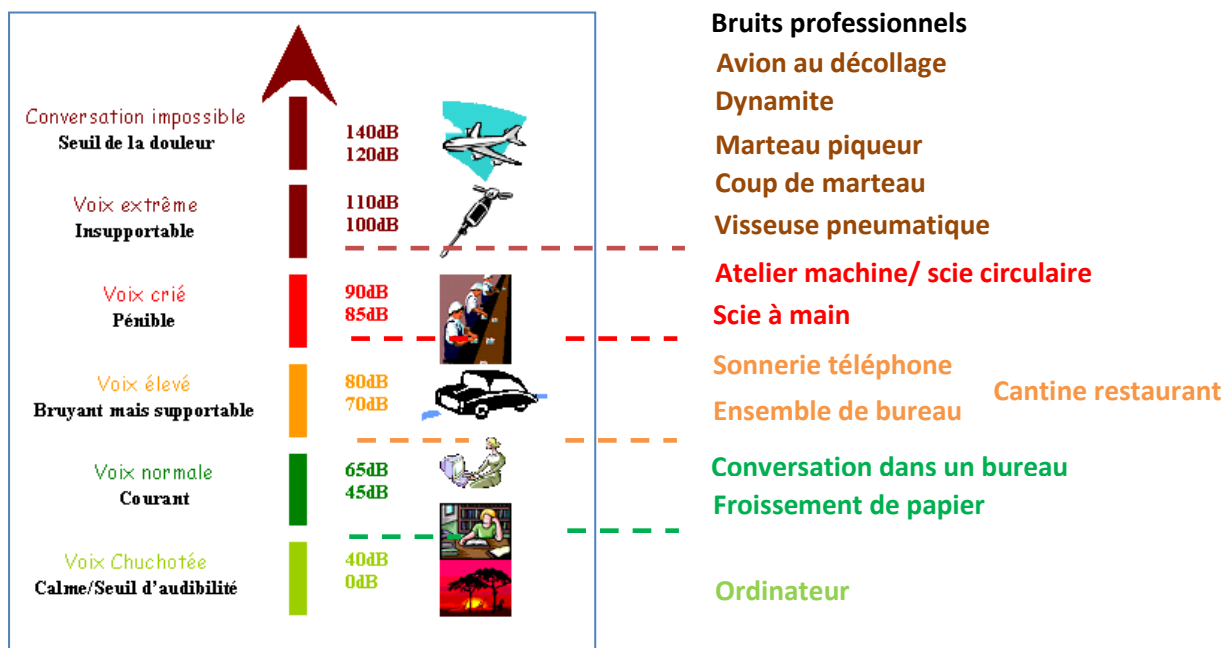 Bruits professionnels
Avion au décollage
Dynamite
Conversation impossible
Seuil de la douleur
140dB
120dB
Marteau piqueur
Coup de marteau
Voix extrême
Insupportable
110dB
100dB
Visseuse pneumatique
Voix crié
Pénible
90dB
85dB
Atelier machine/ scie circulaire
Scie à main
Voix élevé
Bruyant mais supportable
80dB
70dB
Sonnerie téléphone
Ensemble de bureau
Cantine restaurant
Voix normale
Courant
65dB
45dB
Conversation dans un bureau
Froissement de papier
Voix Chuchotée
Calme/Seuil d'audibilité
40dB
0dB
Ordinateur